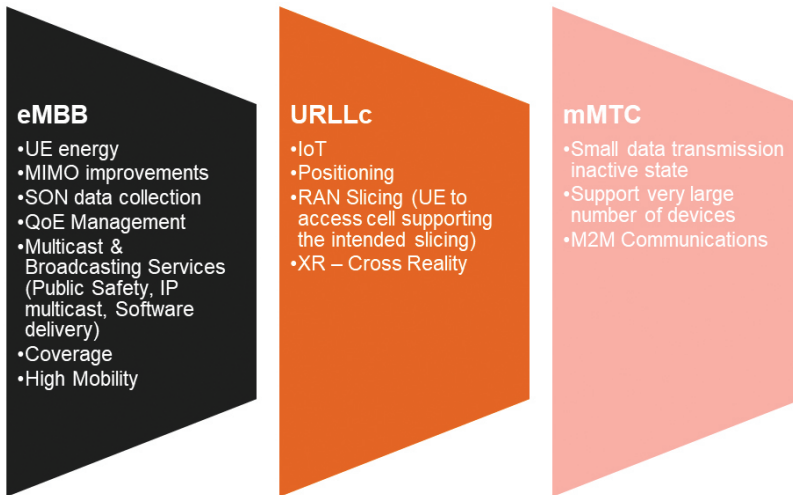 eMBB
•UE energy
•MIMO improvements
•SON data collection
•QoE Management
•Multicast &
Broadcasting Services
(Public Safety, IP
multicast, Software
delivery)
•Coverage
•High Mobility
URLLc
•IoT
•Positioning
•RAN Slicing (UE to
access cell supporting
the intended slicing)
•XR – Cross Reality
mMTC
•Small data transmission
inactive state
•Support very large
number of devices
•M2M Communications